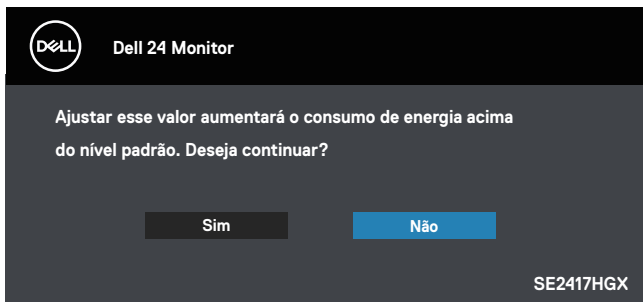 DELL
Dell 24 Monitor
Ajustar esse valor aumentará o consumo de energia acima
do nível padrão. Deseja continuar?
Sim
Não
SE2417HGX